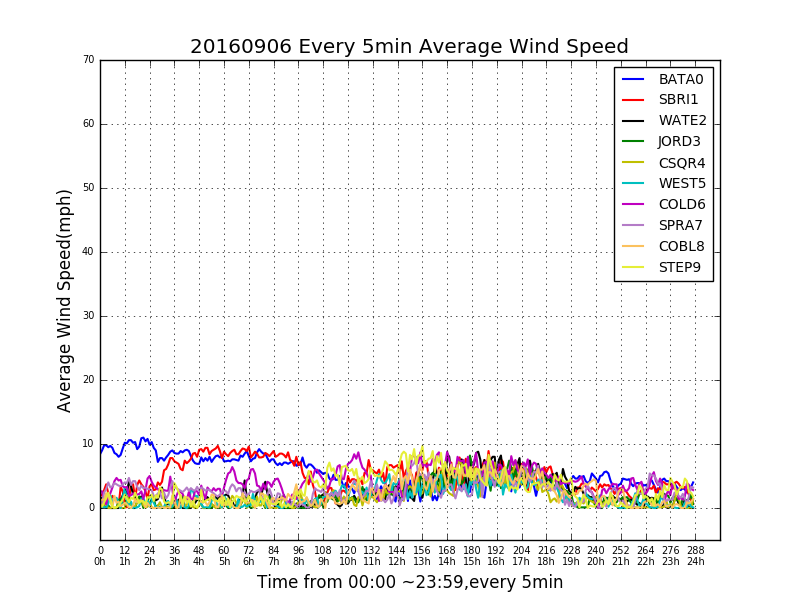 20160906 Every 5min Average Wind Speed
70
60
50
40
30
20
10
0
Average Wind Speed(mph)
BATA0
SBRI1
WATE2
JORD3
CSQR4
WEST5
COLD6
SPRA7
COBL8
STEP9
0 12 24 36 48 60 72 84 96 108 120 132 144 156 168 180 192 204 216 228 240 252 264 276 288
0h 1h 2h 3h 4h 5h 6h 7h 8h 9h 10h 11h 12h 13h 14h 15h 16h 17h 18h 19h 20h 21h 22h 23h 24h
Time from 00:00 ~23:59,every 5min